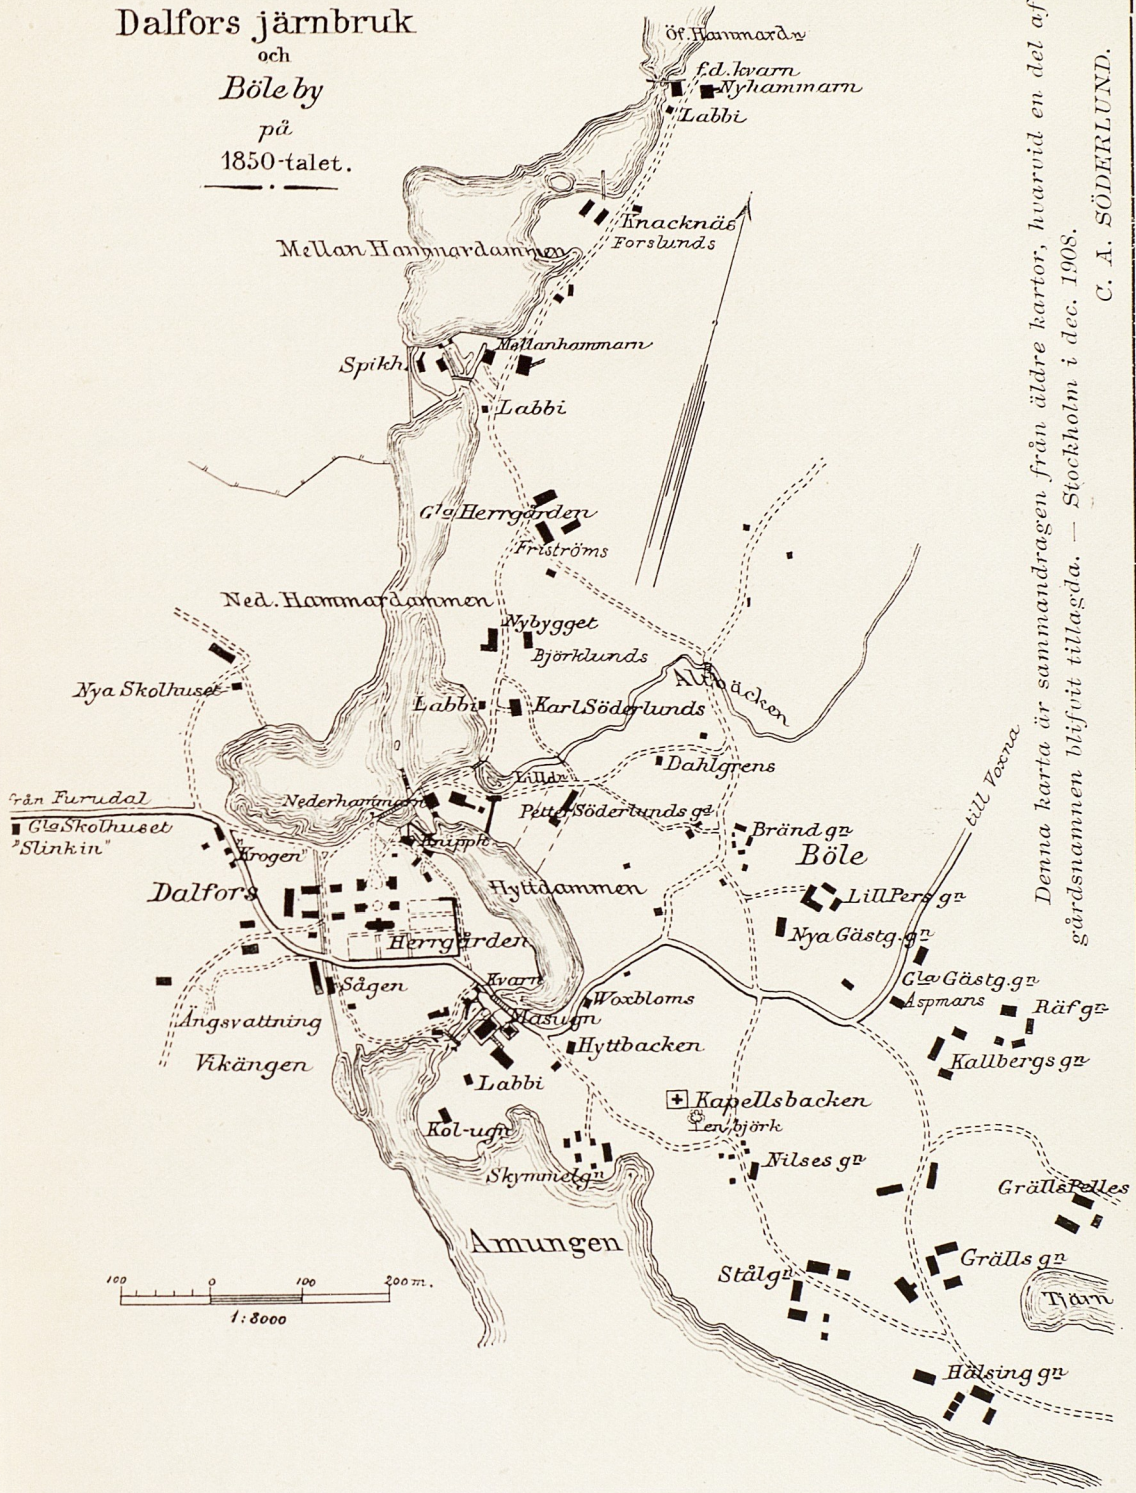 Dalfors järnbruk
och
Böle by
på
1850-talet.
Öf. Hammard<u>n</u>
f.d. kvarn
Nyhammarn
Labbi
Knacknäs
Forslunds
Mellan Hammardammen
Mellanhammarn
Spikh.
Labbi
Gla Herrgården
Friströms
Ned. Hammardammen
Nybygget
Björklunds
Altbäcken
Nya Skolhuset
Labbi
Karl Söderlunds
Dahlgrens
Lilldn
Nederhammarn
Petter Söderlunds gd
från Furudal
Gla Skolhuset
"Slinkin"
"Krogen"
Knipph.
Bränd gn
Böle
till Voxna
Dalfors
Hyttdammen
LillPers gn
Herrgården
Nya Gästg. gn
Sågen
Kvarn
Gla Gästg. gn
Aspmans
Woxbloms
Räf gn
Ängsvattning
Masugn
Hyttbacken
Kallbergs gn
Vikängen
Labbi
Kapellsbacken
en björk
Kol-ugn
Nilses gn
Skymmelgn
Grälls Pelles
Amungen
Grälls gn
Stålgn
Tjärn
100 0 100 200 m.
1:8000
Hälsing gn
Denna karta är sammandragen från äldre kartor, hvarvid en del af
gårdsnamnen blifvit tillagda. — Stockholm i dec. 1908.
C. A. SÖDERLUND.